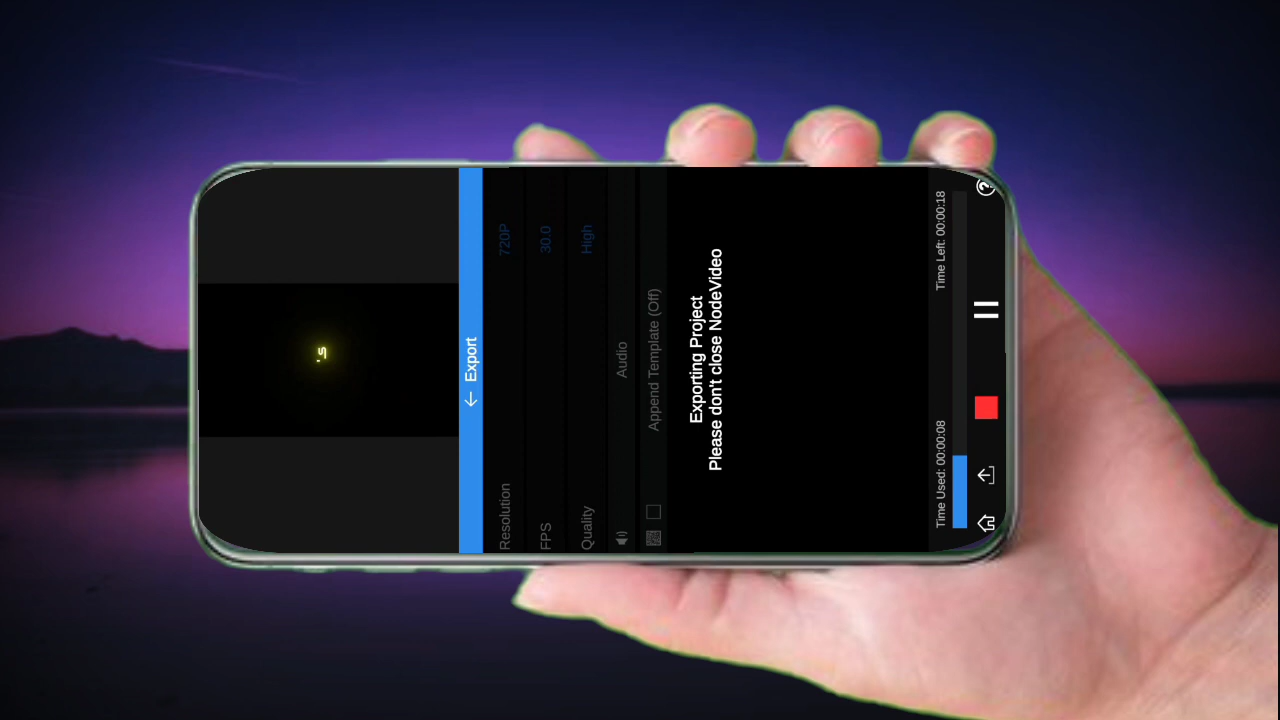 's
← Export
Resolution 720P
FPS 30.0
Quality High
Audio
Append Template (Off)
Exporting Project
Please don't close NodeVideo
Time Used: 00:00:08 Time Left: 00:00:18